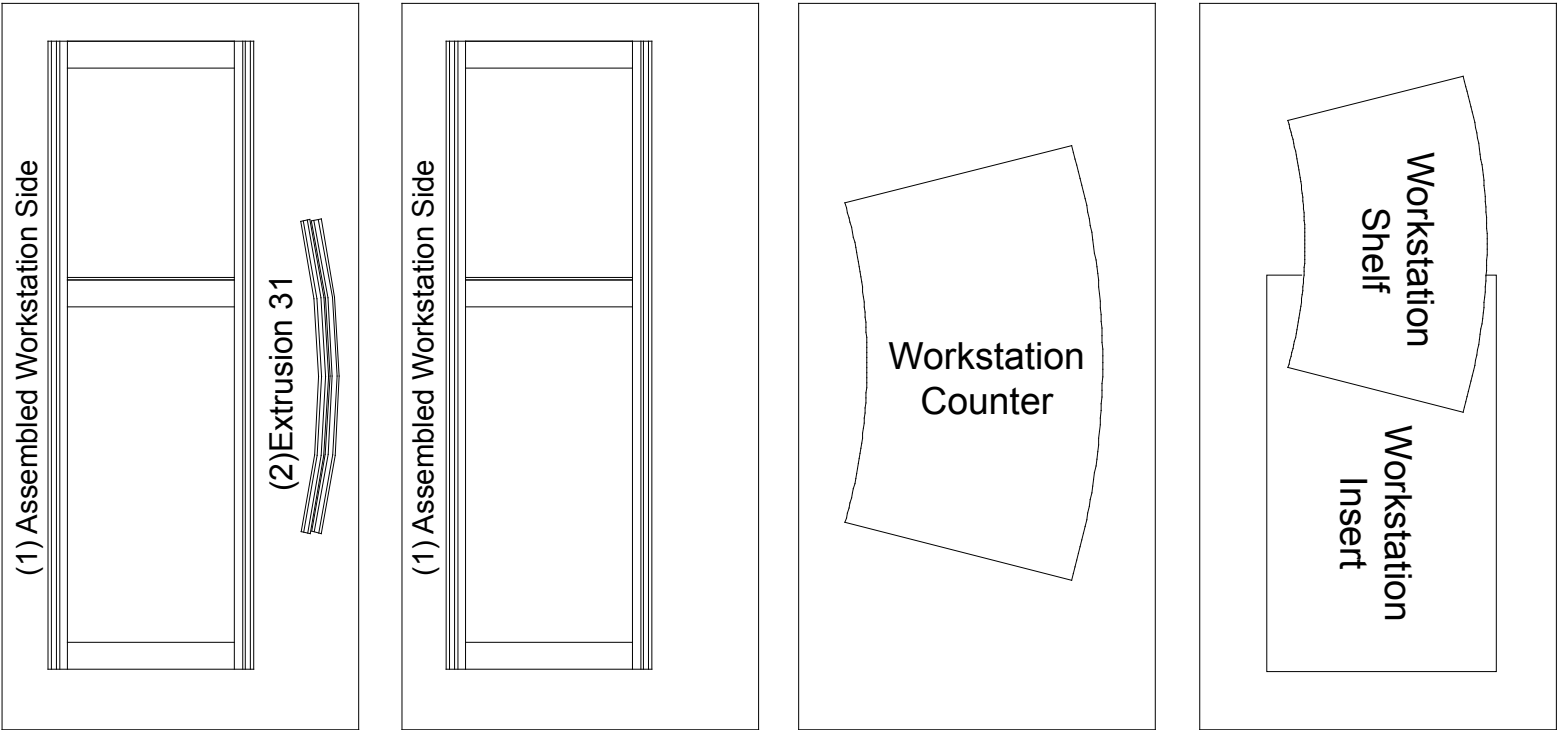 (1) Assembled Workstation Side
(2)Extrusion 31
(1) Assembled Workstation Side
Workstation
Counter
Workstation
Shelf
Workstation
Insert